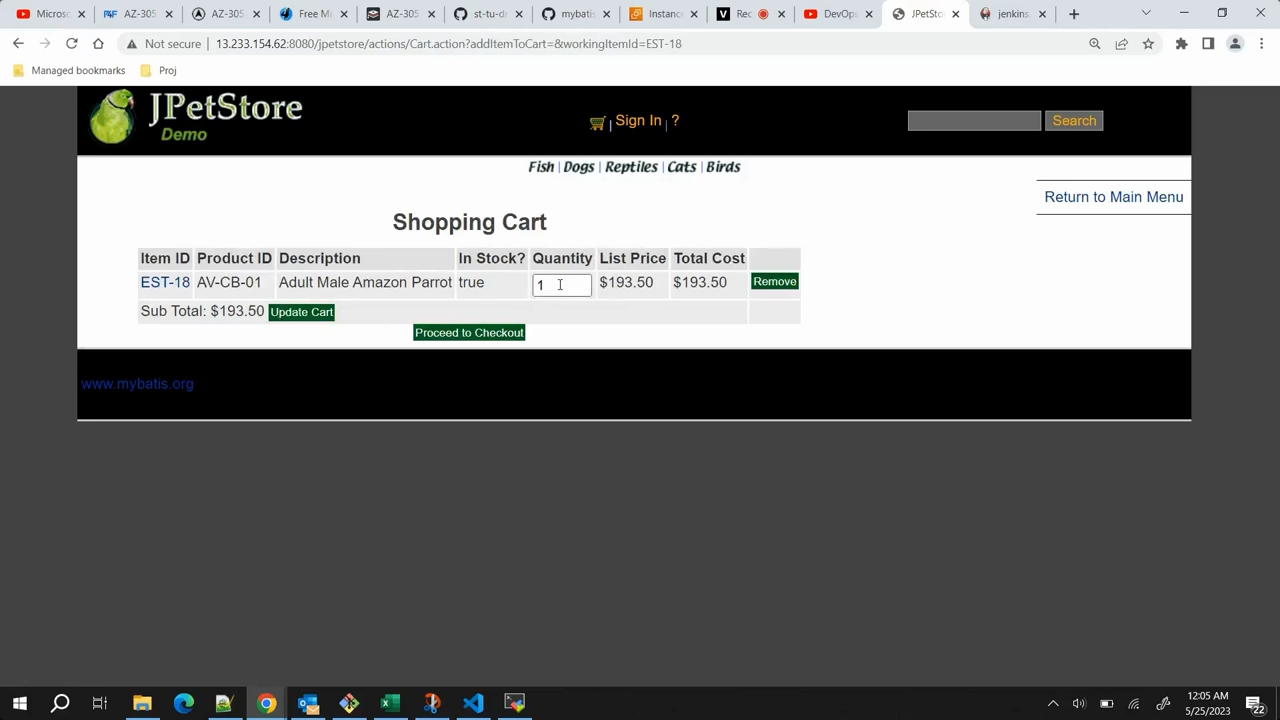 Micros
AZ-305
AZ-305
Free Mi
AZ-305
st-tu-dr
mybatis
Instanc
Rec
DevOps
JPetStor
jenkins.
Not secure
13.233.154.62:8080/jpetstore/actions/Cart.action?addItemToCart=&workingItemId=EST-18
Managed bookmarks
Proj
JPetStore
Demo
Sign In
?
Search
Fish | Dogs | Reptiles | Cats | Birds
Return to Main Menu
Shopping Cart
Item ID Product ID Description In Stock? Quantity List Price Total Cost
EST-18 AV-CB-01 Adult Male Amazon Parrot true 1 $193.50 $193.50 Remove
Sub Total: $193.50 Update Cart
Proceed to Checkout
www.mybatis.org
12:05 AM
5/25/2023
22